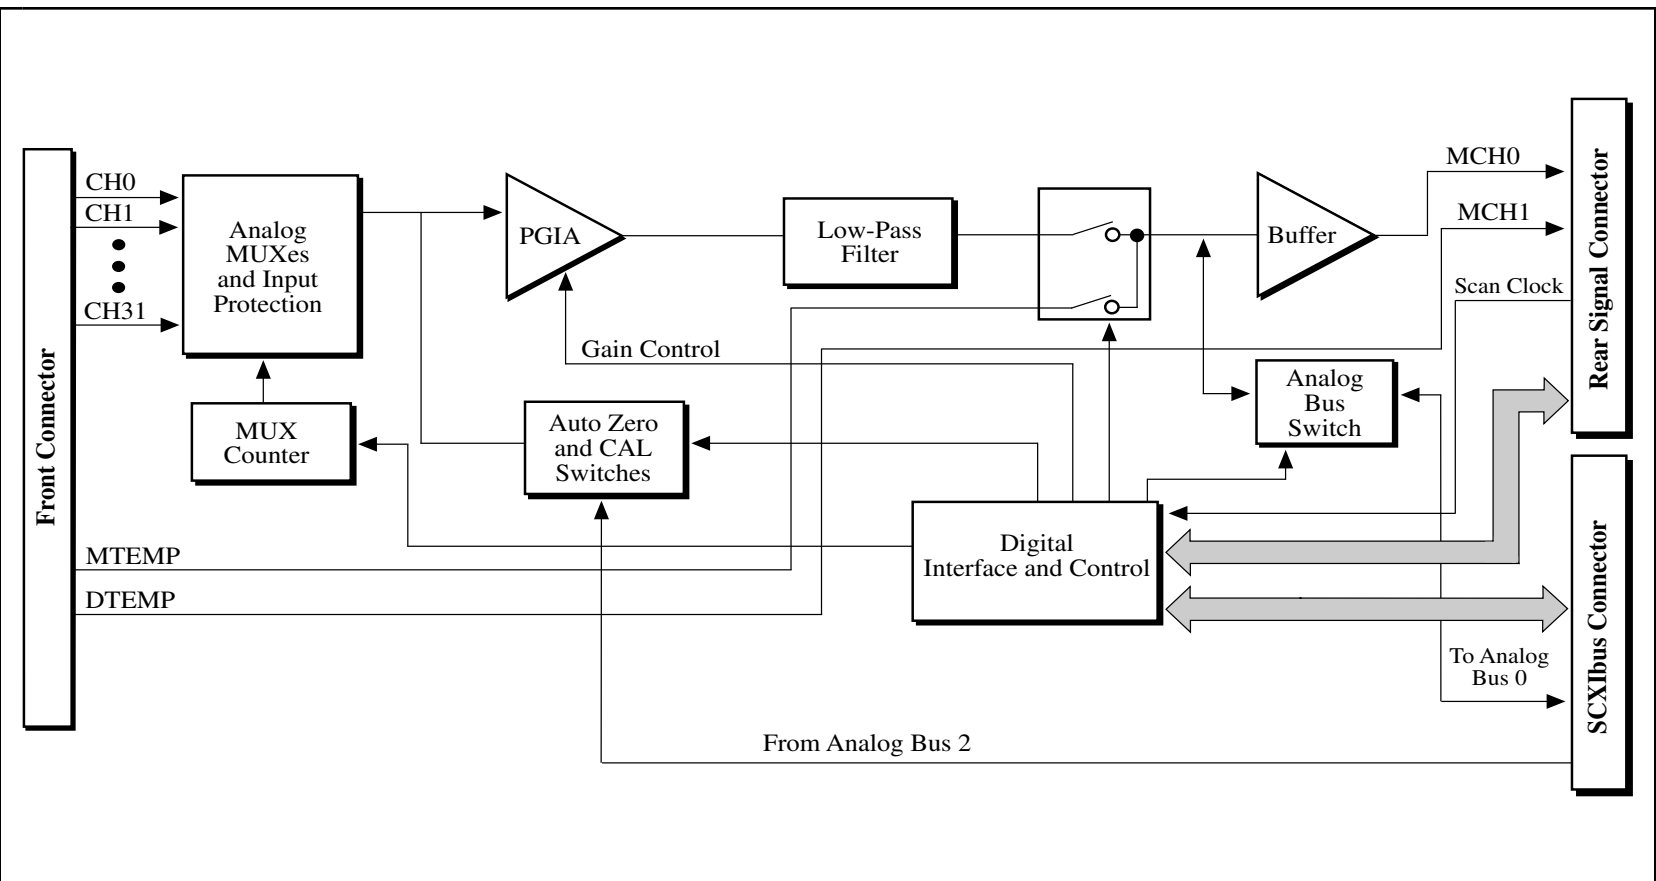 Front Connector
CH0
CH1
CH31
Analog
MUXes
and Input
Protection
MUX
Counter
MTEMP
DTEMP
PGIA
Gain Control
Auto Zero
and CAL
Switches
Low-Pass
Filter
Digital
Interface and Control
Buffer
Analog
Bus
Switch
MCH0
MCH1
Scan Clock
Rear Signal Connector
SCXIbus Connector
To Analog
Bus 0
From Analog Bus 2